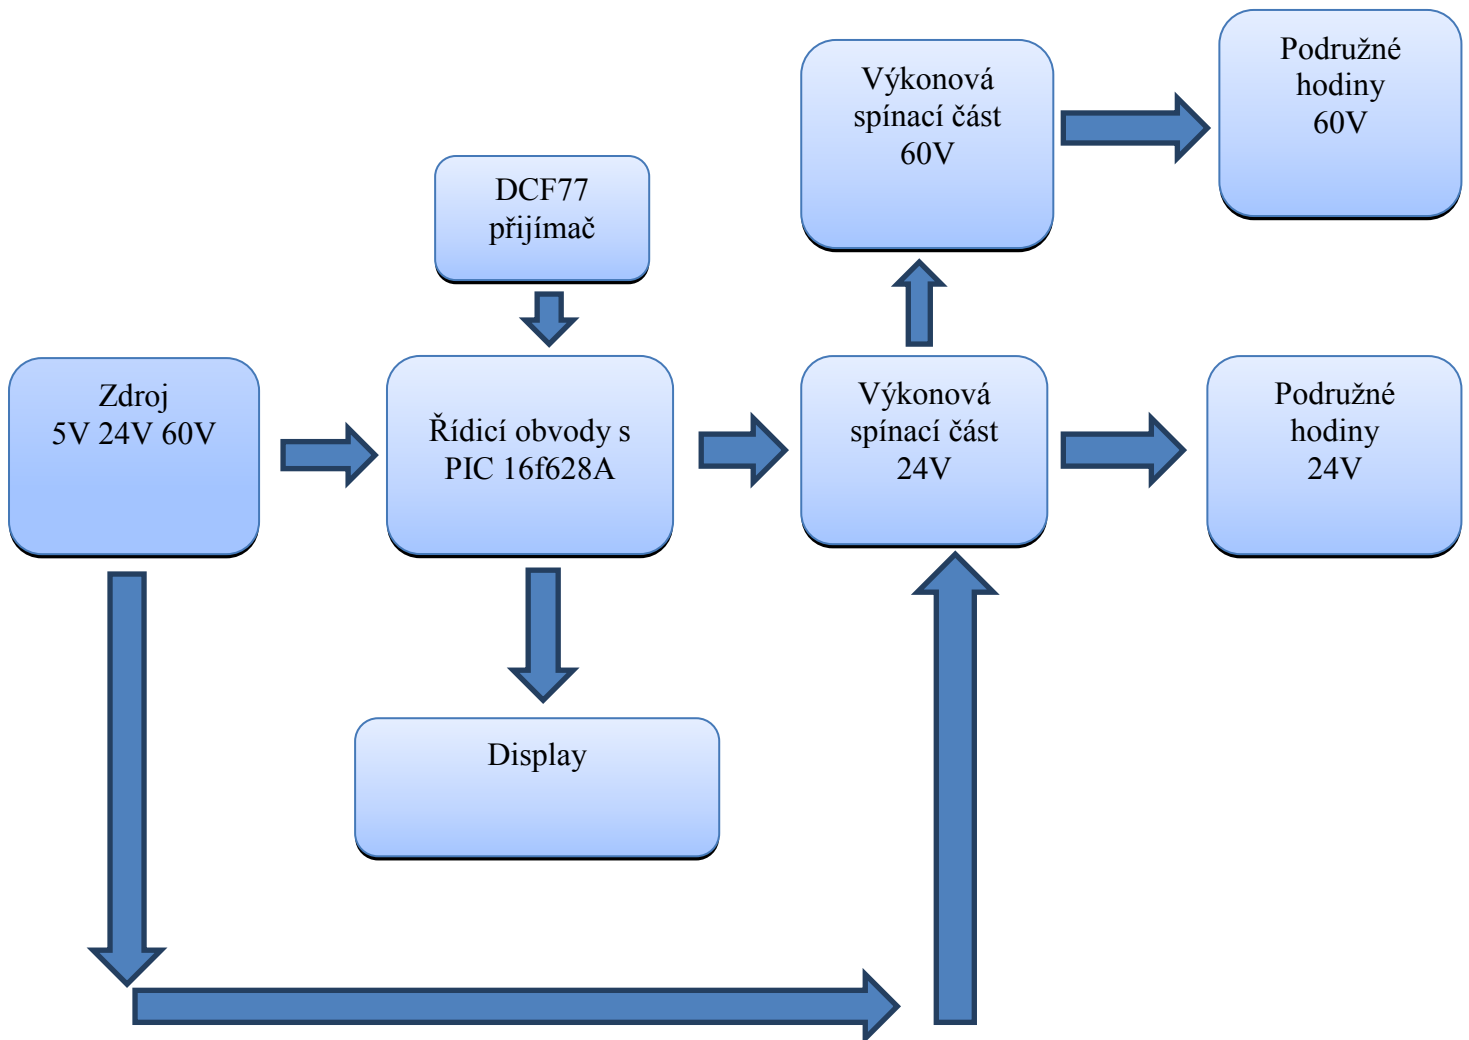 Podružné
hodiny
60V
Výkonová
spínací část
60V
DCF77
přijímač
Zdroj
5V 24V 60V
Řídicí obvody s
PIC 16f628A
Výkonová
spínací část
24V
Podružné
hodiny
24V
Display